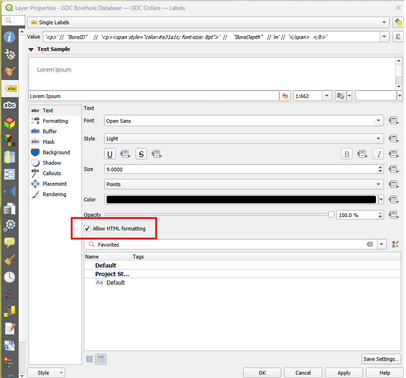 Layer Properties - GDC Borehole Database — GDC Collars — Labels
Single Labels
Value '<p>' || "BoreID" || '<p><span style="color:#e31a1c; font-size: 8pt">' || "BoreDepth" || 'm' || '</span> </b>'
Text Sample
Lorem Ipsum
Lorem Ipsum
1:662
abc Text
Formatting
Buffer
Mask
Background
Shadow
Callouts
Placement
Rendering
Text
Font Open Sans
Style Light
U S B I
Size 9.0000
Points
Color
Opacity 100.0 %
Allow HTML formatting
Favorites
Name Tags
Default
Project St...
Aa Default
Save Settings...
Style OK Cancel Apply Help